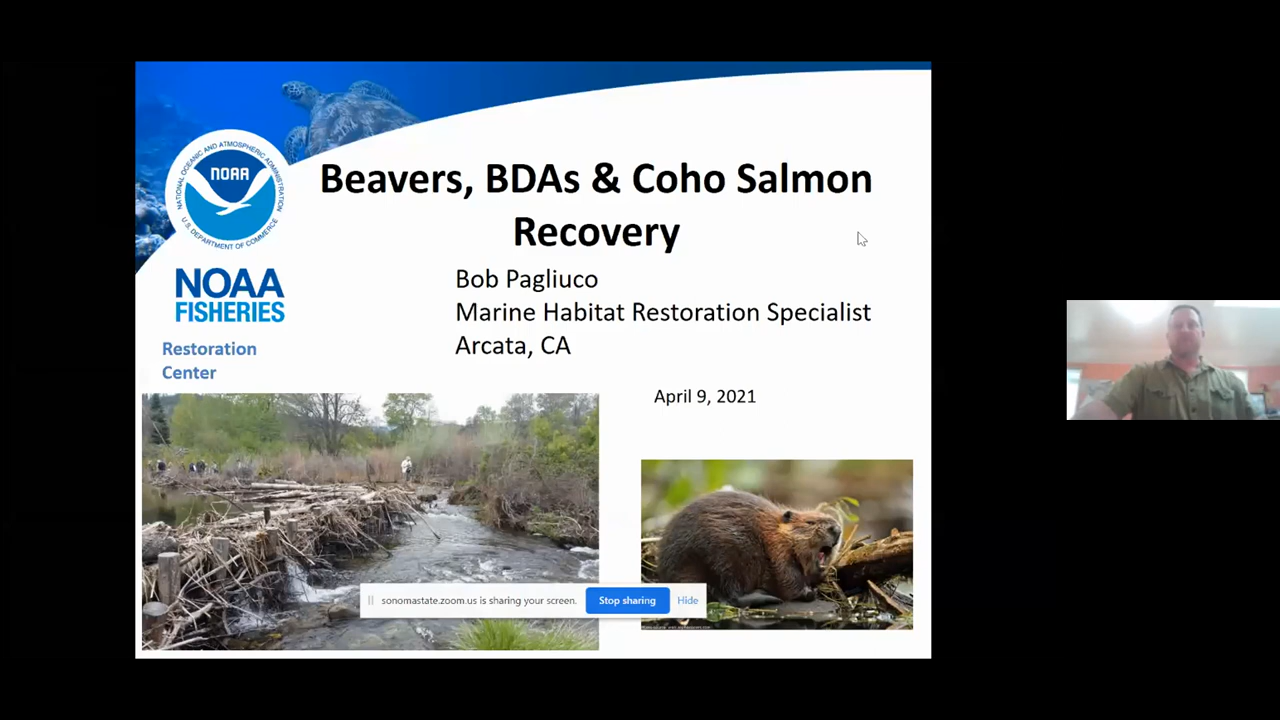 NATIONAL OCEANIC AND ATMOSPHERIC ADMINISTRATION
NOAA
U.S. DEPARTMENT OF COMMERCE
NOAA
FISHERIES
Restoration
Center
Beavers, BDAs & Coho Salmon
Recovery
Bob Pagliuco
Marine Habitat Restoration Specialist
Arcata, CA
April 9, 2021
sonomastate.zoom.us is sharing your screen.
Stop sharing
Hide